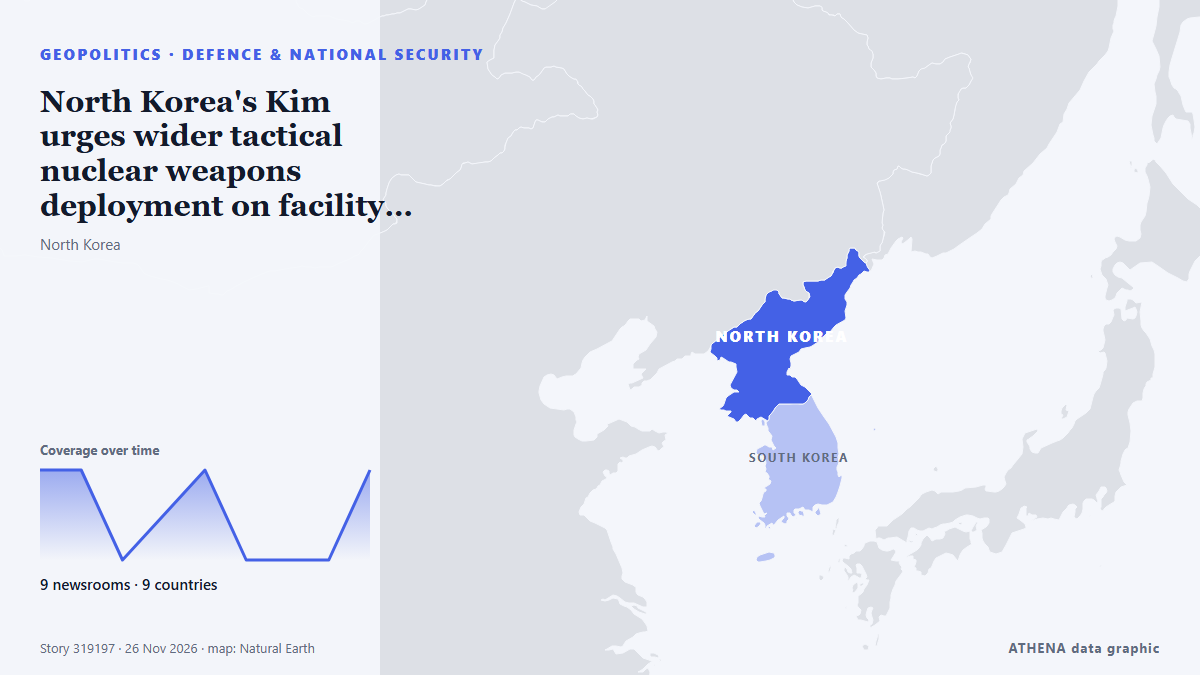 GEOPOLITICS · DEFENCE & NATIONAL SECURITY
North Korea's Kim
urges wider tactical
nuclear weapons
deployment on facility...
North Korea
NORTH KOREA
SOUTH KOREA
Coverage over time
9 newsrooms · 9 countries
Story 319197 · 26 Nov 2026 · map: Natural Earth
ATHENA data graphic